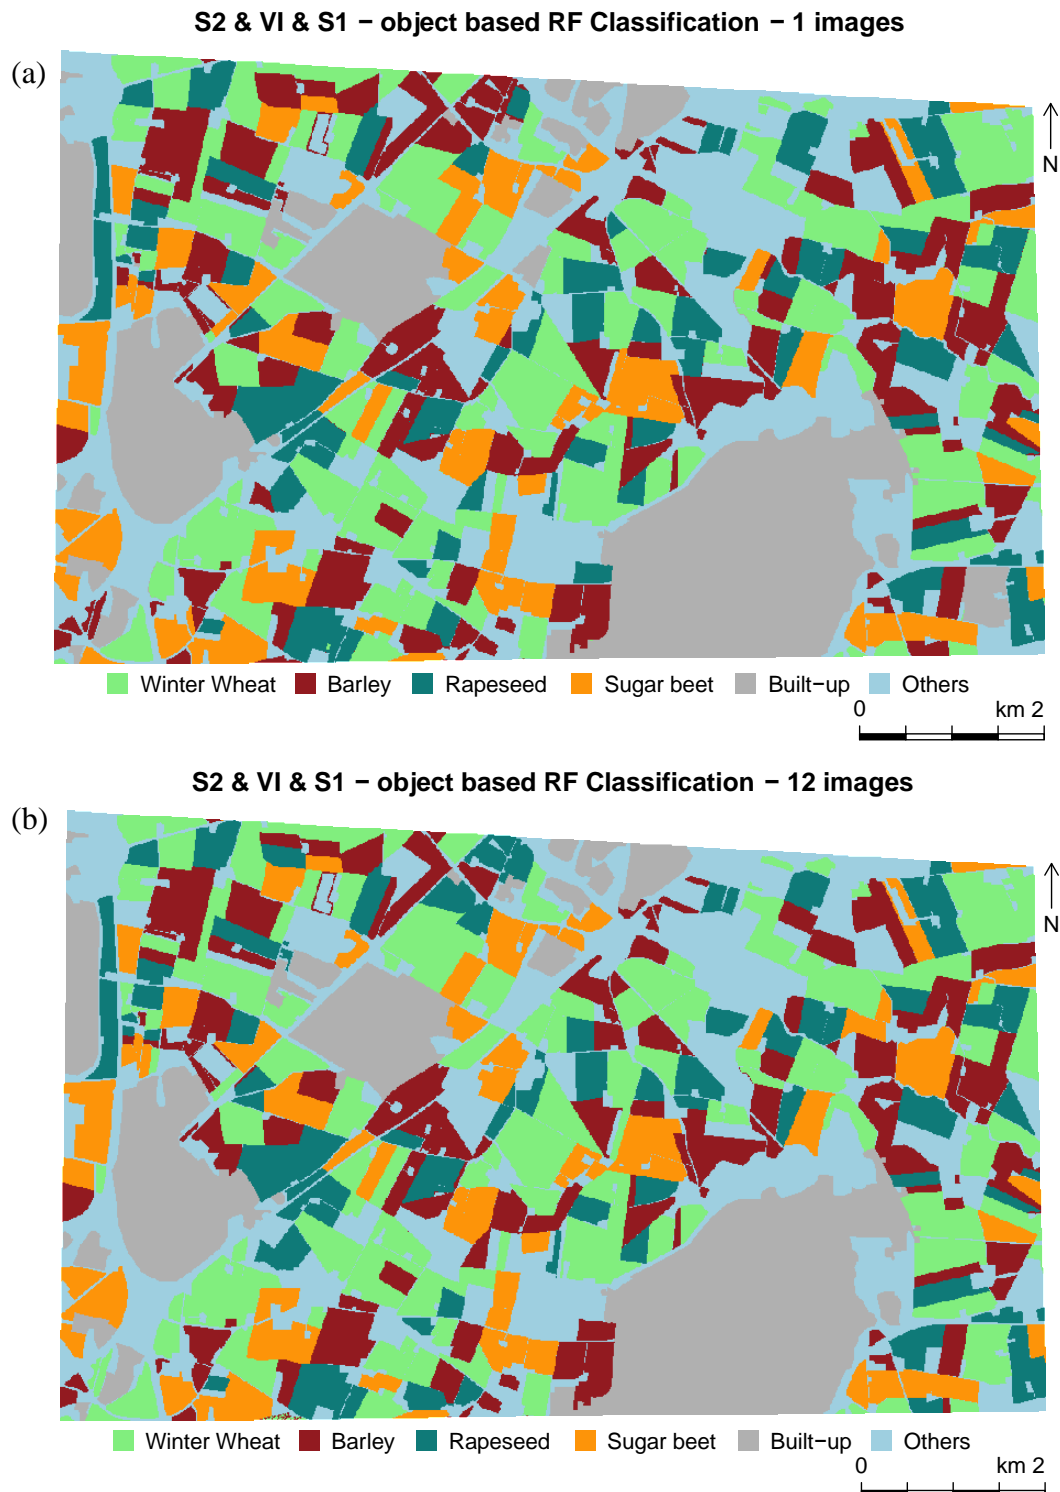 S2 & VI & S1 − object based RF Classification − 1 images
(a)
N
Winter Wheat Barley Rapeseed Sugar beet Built−up Others
0 km 2
S2 & VI & S1 − object based RF Classification − 12 images
(b)
N
Winter Wheat Barley Rapeseed Sugar beet Built−up Others
0 km 2